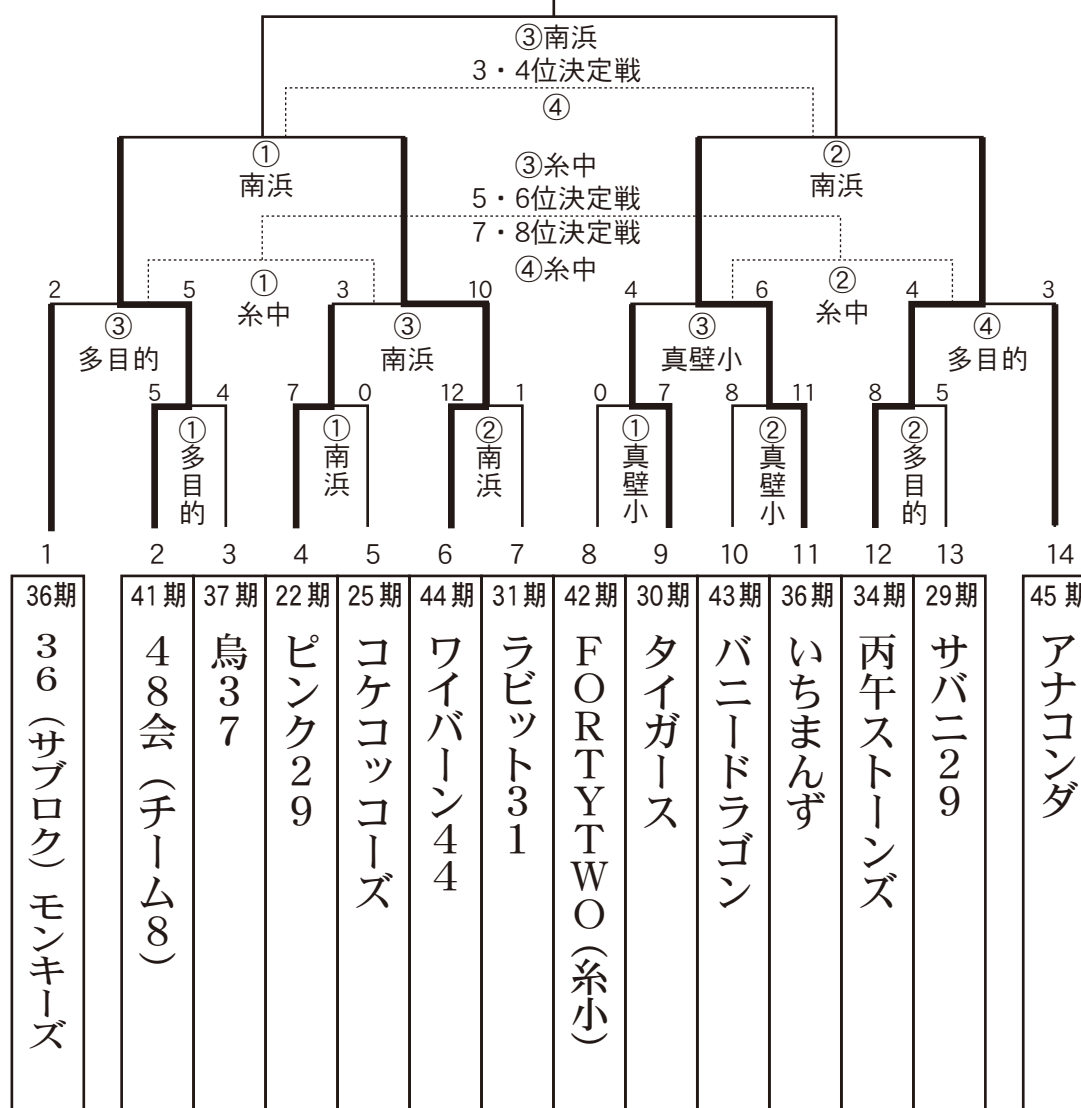 ③南浜
3・4位決定戦
④
①
南浜
③糸中
5・6位決定戦
7・8位決定戦
④糸中
②
南浜
2 5 3 10 4 6 4 3
①
糸中
②
糸中
③
多目的
③
南浜
③
真壁小
④
多目的
5 4 7 0 12 1 0 7 8 11 8 5
①多目的
①南浜
②南浜
①真壁小
②真壁小
②多目的
1 2 3 4 5 6 7 8 9 10 11 12 13 14
36期
36（サブロク）モンキーズ
41期
48会（チーム8）
37期
烏37
22期
ピンク29
25期
コケコッコーズ
44期
ワイバーン44
31期
ラビット31
42期
FORTYTWO（糸小）
30期
タイガース
43期
バニードラゴン
36期
いちまんず
34期
丙午ストーンズ
29期
サバニ29
45期
アナコンダ